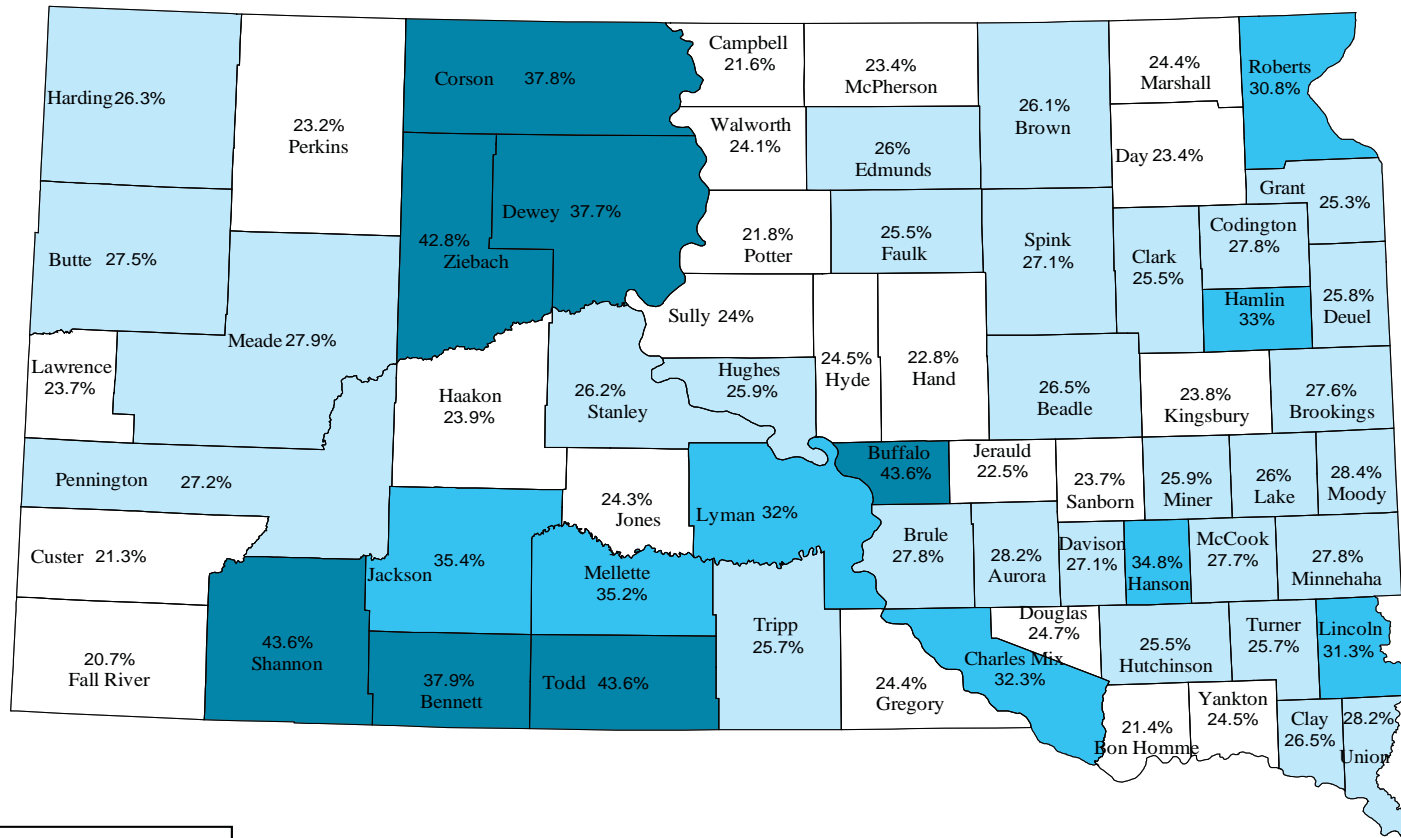 Harding 26.3%
23.2%
Perkins
Corson 37.8%
Campbell
21.6%
23.4%
McPherson
26.1%
Brown
24.4%
Marshall
Roberts
30.8%
Butte 27.5%
Meade 27.9%
42.8%
Ziebach
Dewey 37.7%
Walworth
24.1%
26%
Edmunds
Day 23.4%
Grant
25.3%
21.8%
Potter
25.5%
Faulk
Spink
27.1%
Clark
25.5%
Codington
27.8%
Hamlin
33%
25.8%
Deuel
Lawrence
23.7%
Haakon
23.9%
26.2%
Stanley
Sully 24%
Hughes
25.9%
24.5%
Hyde
22.8%
Hand
26.5%
Beadle
23.8%
Kingsbury
27.6%
Brookings
Pennington 27.2%
24.3%
Jones
Lyman 32%
Buffalo
43.6%
Jerauld
22.5%
23.7%
Sanborn
25.9%
Miner
26%
Lake
28.4%
Moody
Custer 21.3%
Jackson 35.4%
Mellette
35.2%
Brule
27.8%
28.2%
Aurora
Davison
27.1%
34.8%
Hanson
McCook
27.7%
27.8%
Minnehaha
20.7%
Fall River
43.6%
Shannon
37.9%
Bennett
Todd 43.6%
Tripp
25.7%
24.4%
Gregory
Charles Mix
32.3%
Douglas
24.7%
25.5%
Hutchinson
Turner
25.7%
Lincoln
31.3%
21.4%
Bon Homme
Yankton
24.5%
Clay
26.5%
28.2%
Union